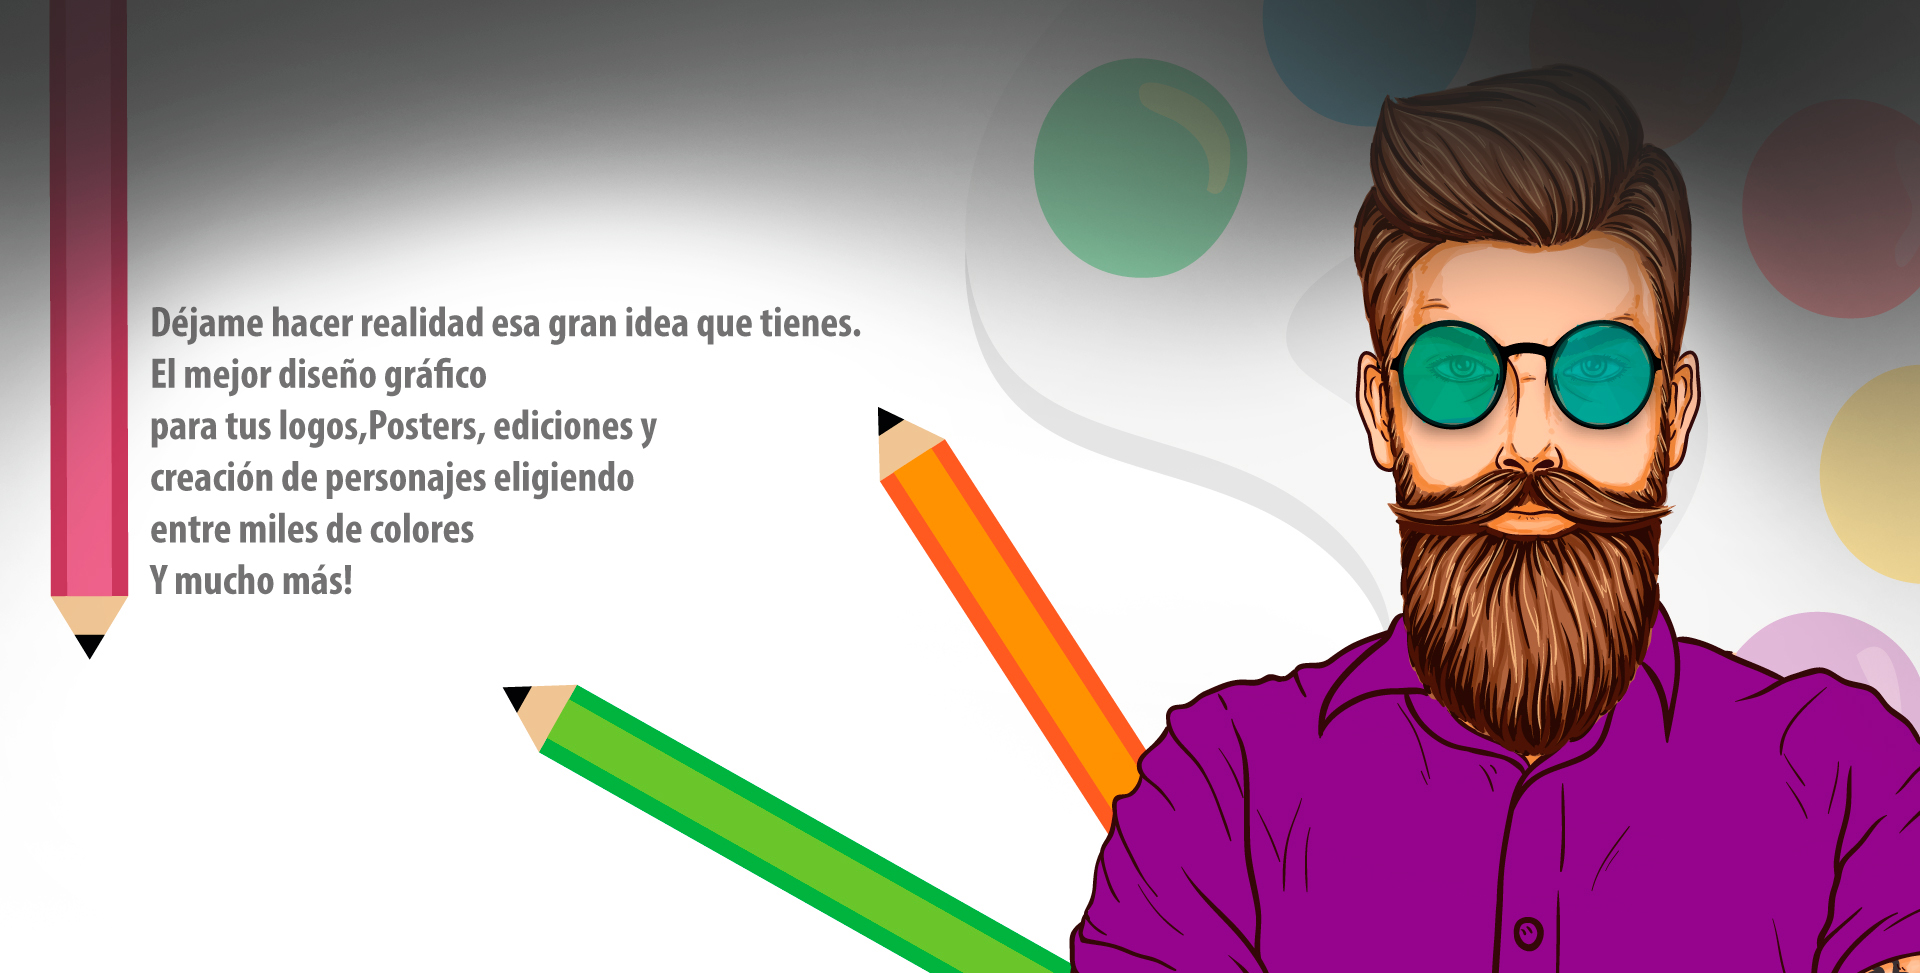 Déjame hacer realidad esa gran idea que tienes.
El mejor diseño gráfico
para tus logos,Posters, ediciones y
creación de personajes eligiendo
entre miles de colores
Y mucho más!